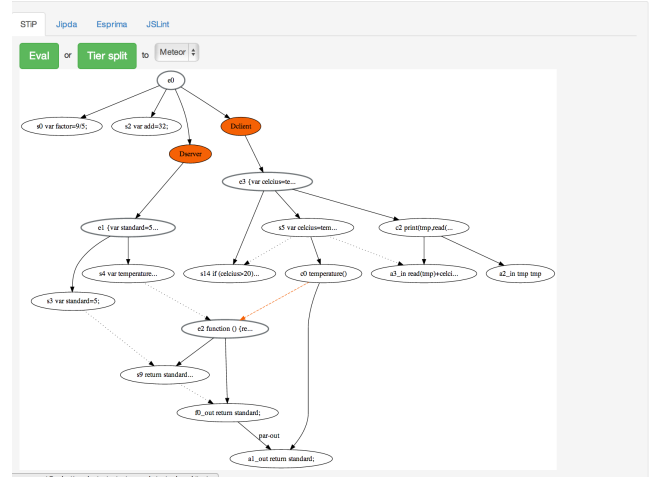 STiP Jipda Esprima JSLint
Eval or Tier split to Meteor
e0
s0 var factor=9/5; s2 var add=32; Dclient
Dserver
e3 {var celcius=te...
e1 {var standard=5... s5 var celcius=tem... c2 print(tmp,read(...
s4 var temperature... s14 if (celcius>20)... c0 temperature() a3_in read(tmp)+celci... a2_in tmp tmp
s3 var standard=5;
e2 function () {re...
s9 return standard...
f0_out return standard;
par-out
a1_out return standard;